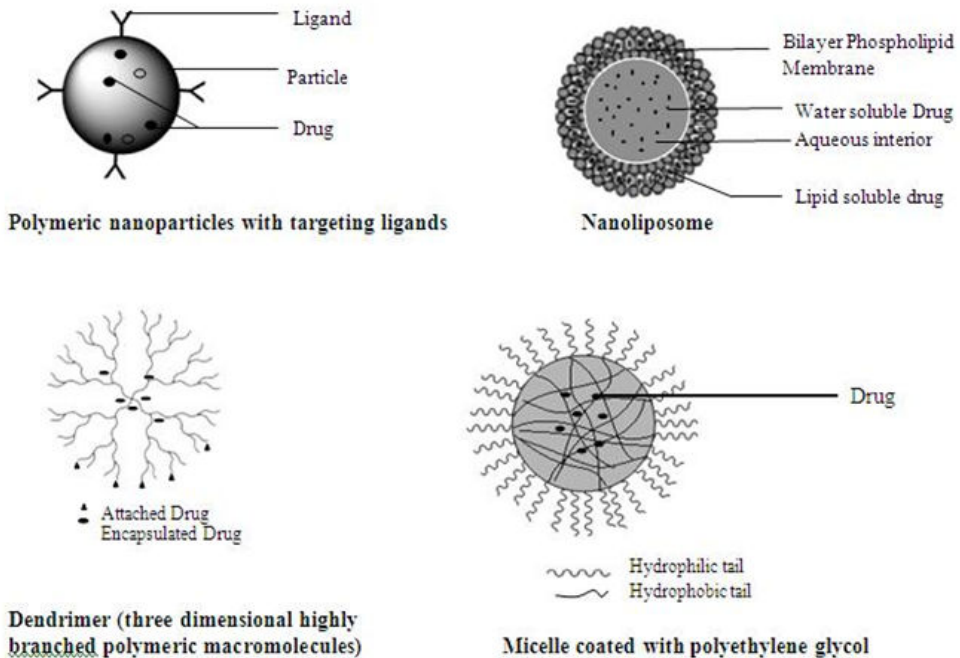 Ligand
Particle
Drug
Polymeric nanoparticles with targeting ligands
Bilayer Phospholipid
Membrane
Water soluble Drug
Aqueous interior
Lipid soluble drug
Nanoliposome
Attached Drug
Encapsulated Drug
Dendrimer (three dimensional highly
branched polymeric macromolecules)
Drug
Hydrophilic tail
Hydrophobic tail
Micelle coated with polyethylene glycol